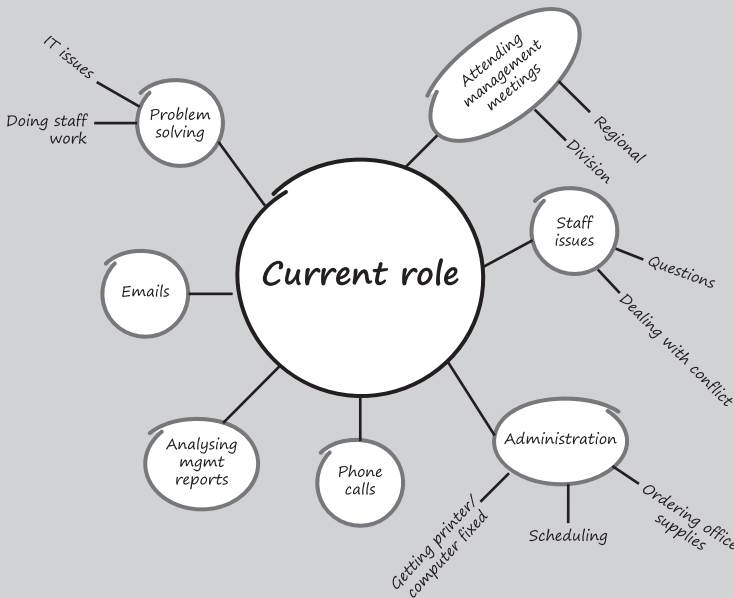 Current role
Attending
management
meetings
Regional
Division
Staff
issues
Questions
Dealing with conflict
Administration
Ordering office
supplies
Scheduling
Getting printer/
computer fixed
Phone
calls
Analysing
mgmt
reports
Emails
Problem
solving
IT issues
Doing staff
work